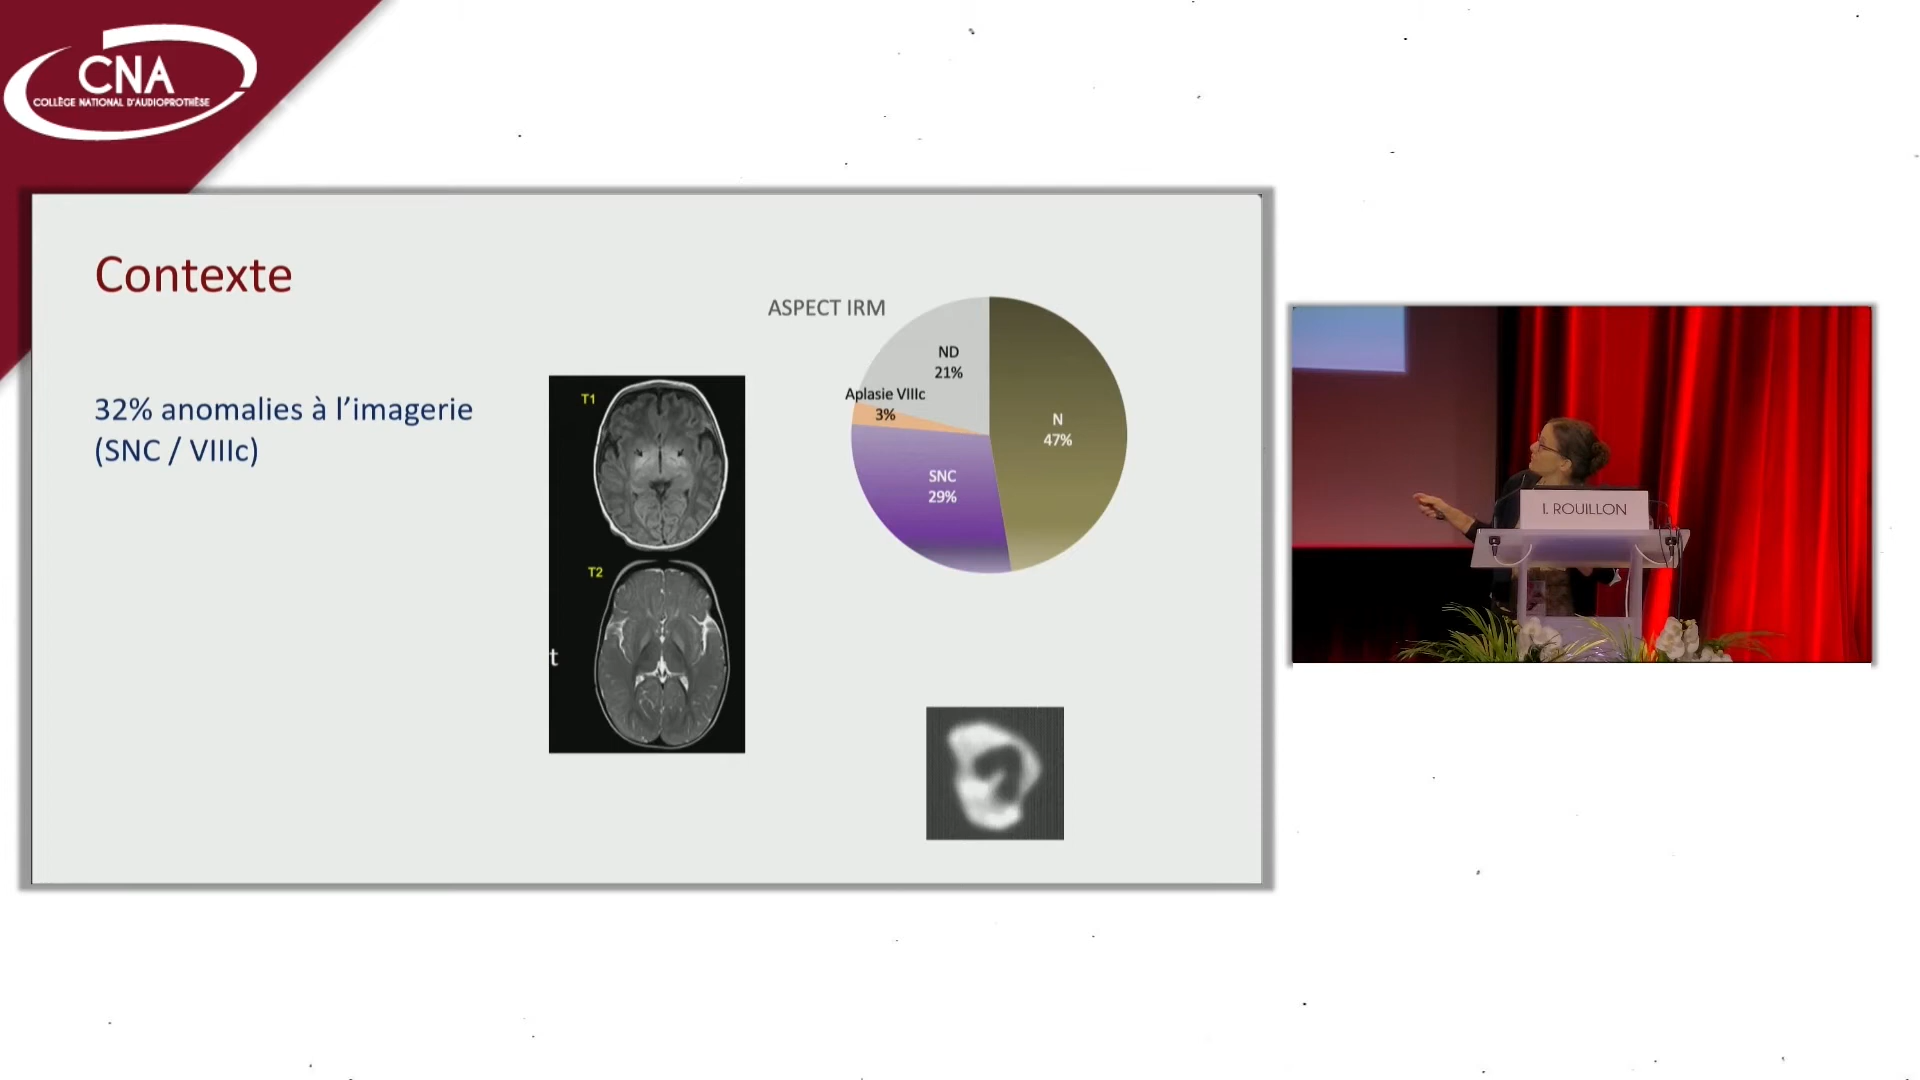 CNA
COLLÈGE NATIONAL D'AUDIOPROTHÈSE
Contexte
32% anomalies à l'imagerie
(SNC / VIIIc)
T1
T2
t
ASPECT IRM
ND
21%
Aplasie VIIIc
3%
N
47%
SNC
29%
I. ROUILLON